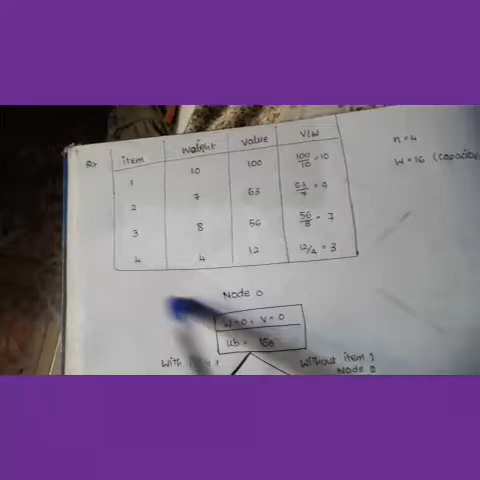 item weight value V/W
1 10 100 100/10 = 10
2 7 63 63/7 = 9
3 8 56 56/8 = 7
4 4 12 12/4 = 3
n = 4
W = 16 (capacity
Node 0
W=0, V=0
ub = 160
With 1
Without item 1
Node